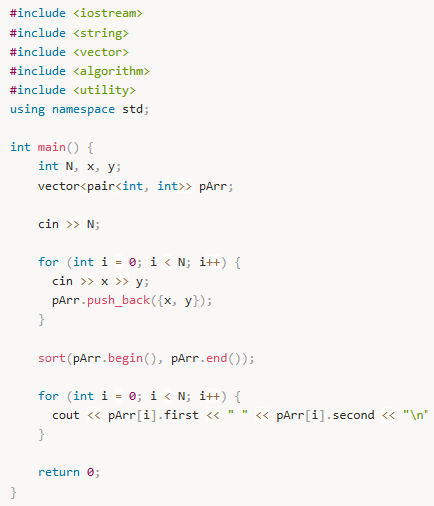 #include <iostream>
#include <string>
#include <vector>
#include <algorithm>
#include <utility>
using namespace std;

int main() {
    int N, x, y;
    vector<pair<int, int>> pArr;

    cin >> N;

    for (int i = 0; i < N; i++) {
      cin >> x >> y;
      pArr.push_back({x, y});
    }

    sort(pArr.begin(), pArr.end());

    for (int i = 0; i < N; i++) {
      cout << pArr[i].first << " " << pArr[i].second << "\n"
    }

    return 0;
}